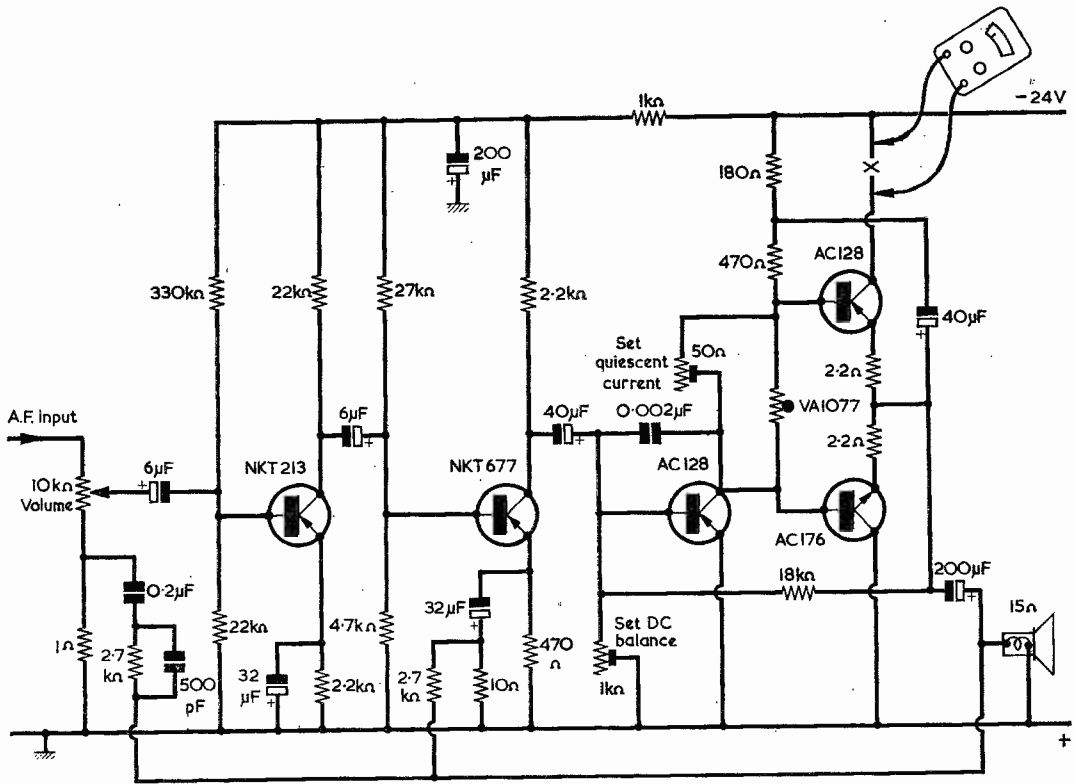 1kΩ
−24V
200
μF
+
180Ω
470Ω
AC128
330kΩ
22kΩ
27kΩ
2·2kΩ
40μF
+
Set
quiescent
current
50Ω
2·2Ω
VA1077
2·2Ω
A.F. input
6μF
+
40μF
+
0·002μF
10kΩ
Volume
6μF
+
NKT213
NKT677
AC128
AC176
0·2μF
18kΩ
200μF
+
15Ω
1Ω
2·7
kΩ
500
pF
22kΩ
32
μF
+
2·2kΩ
4·7kΩ
32μF
+
2·7
kΩ
10Ω
470
Ω
Set DC
balance
1kΩ
+